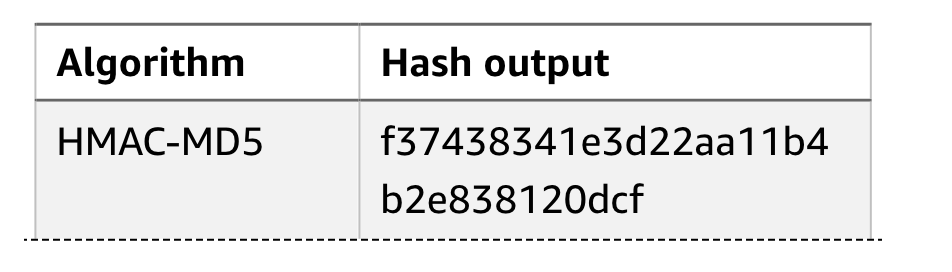 Algorithm Hash output
HMAC-MD5 f37438341e3d22aa11b4
b2e838120dcf